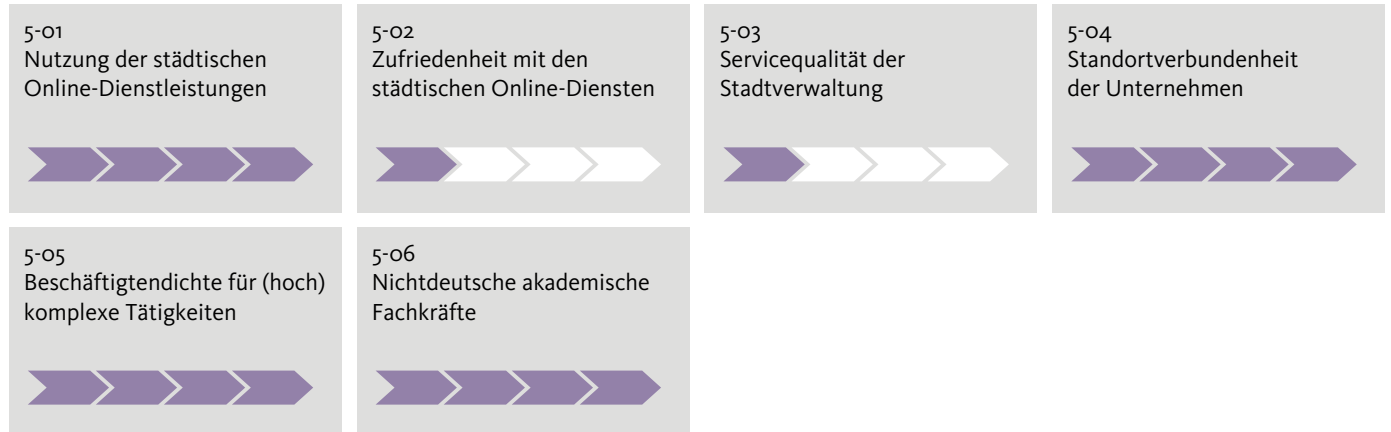 5-01
Nutzung der städtischen
Online-Dienstleistungen
5-02
Zufriedenheit mit den
städtischen Online-Diensten
5-03
Servicequalität der
Stadtverwaltung
5-04
Standortverbundenheit
der Unternehmen
5-05
Beschäftigtendichte für (hoch)
komplexe Tätigkeiten
5-06
Nichtdeutsche akademische
Fachkräfte